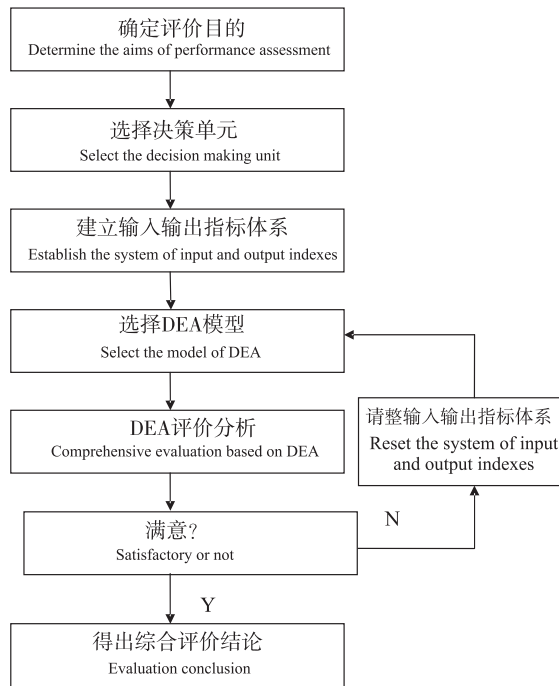 确定评价目的
Determine the aims of performance assessment
选择决策单元
Select the decision making unit
建立输入输出指标体系
Establish the system of input and output indexes
选择DEA模型
Select the model of DEA
DEA评价分析
Comprehensive evaluation based on DEA
请整输入输出指标体系
Reset the system of input
and output indexes
满意?
Satisfactory or not
N
Y
得出综合评价结论
Evaluation conclusion